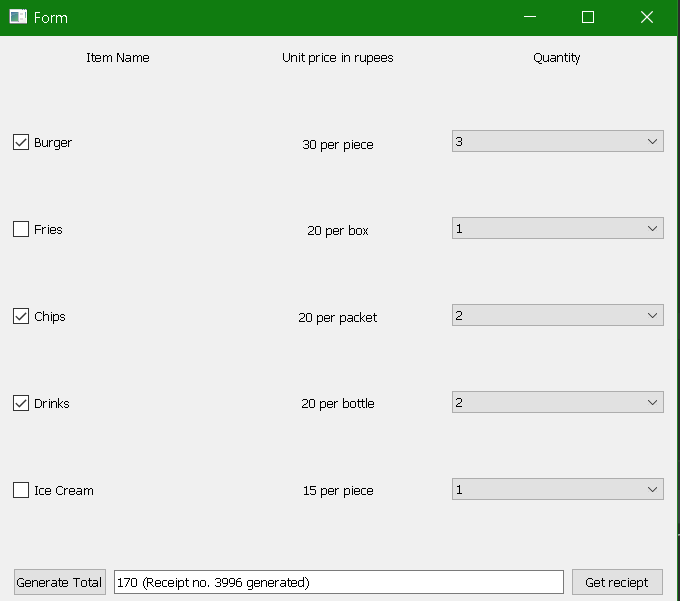 Form
Item Name Unit price in rupees Quantity
Burger 30 per piece 3
Fries 20 per box 1
Chips 20 per packet 2
Drinks 20 per bottle 2
Ice Cream 15 per piece 1
Generate Total 170 (Receipt no. 3996 generated) Get reciept